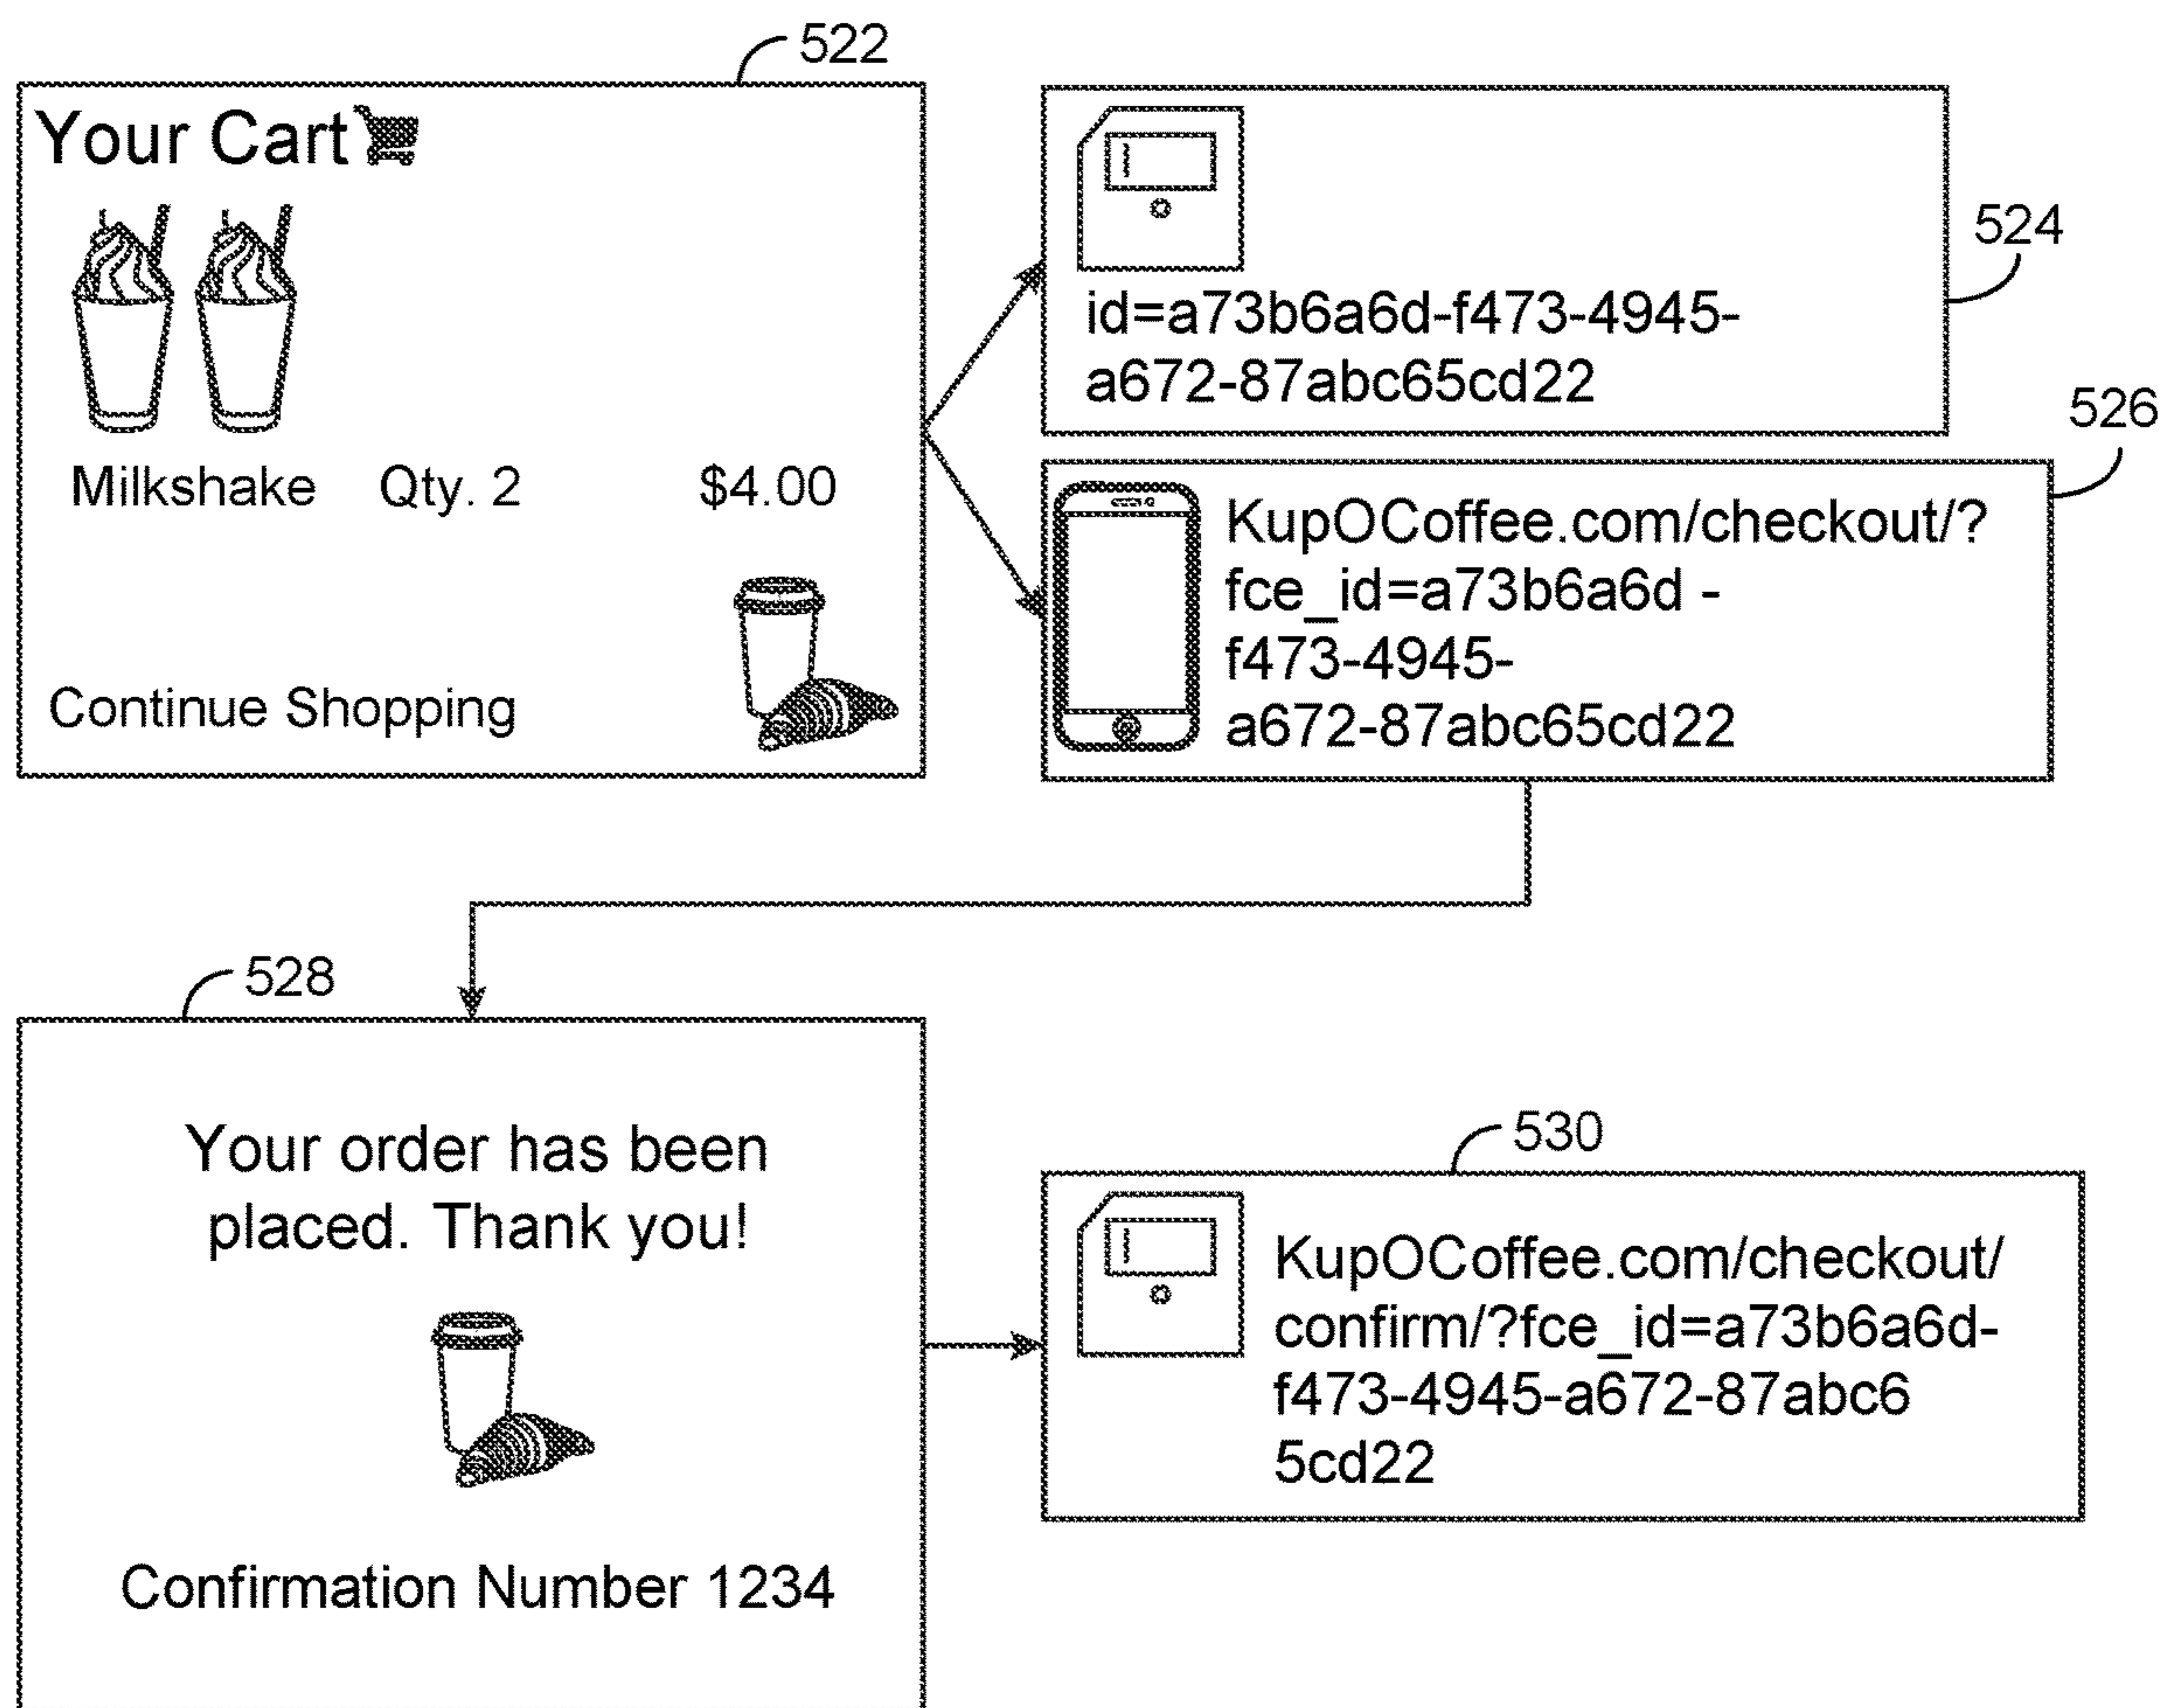 522
Your Cart
Milkshake Qty. 2 $4.00
Continue Shopping
524
id=a73b6a6d-f473-4945-
a672-87abc65cd22
526
KupOCoffee.com/checkout/?
fce_id=a73b6a6d -
f473-4945-
a672-87abc65cd22
528
Your order has been
placed. Thank you!
Confirmation Number 1234
530
KupOCoffee.com/checkout/
confirm/?fce_id=a73b6a6d-
f473-4945-a672-87abc6
5cd22